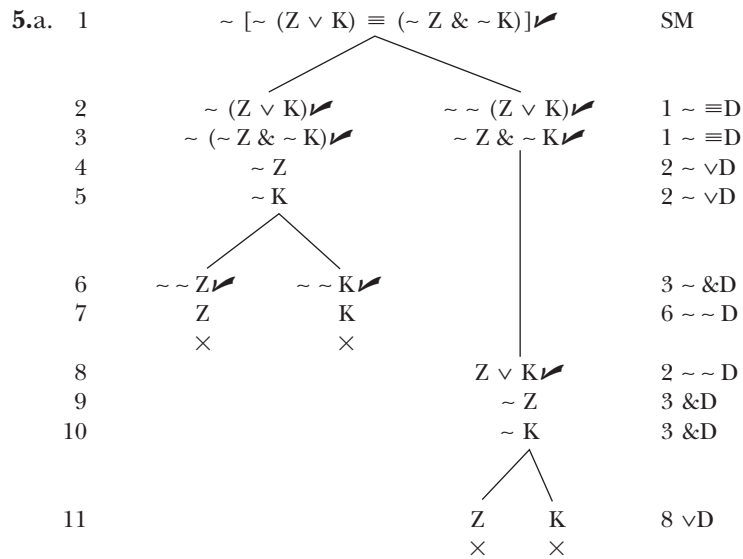 5.a. 1 ~ [~ (Z ∨ K) ≡ (~ Z & ~ K)]✔ SM
2 ~ (Z ∨ K)✔ ~ ~ (Z ∨ K)✔ 1 ~ ≡D
3 ~ (~ Z & ~ K)✔ ~ Z & ~ K✔ 1 ~ ≡D
4 ~ Z 2 ~ ∨D
5 ~ K 2 ~ ∨D
6 ~ ~ Z✔ ~ ~ K✔ 3 ~ &D
7 Z K 6 ~ ~ D
× ×
8 Z ∨ K✔ 2 ~ ~ D
9 ~ Z 3 &D
10 ~ K 3 &D
11 Z K 8 ∨D
× ×